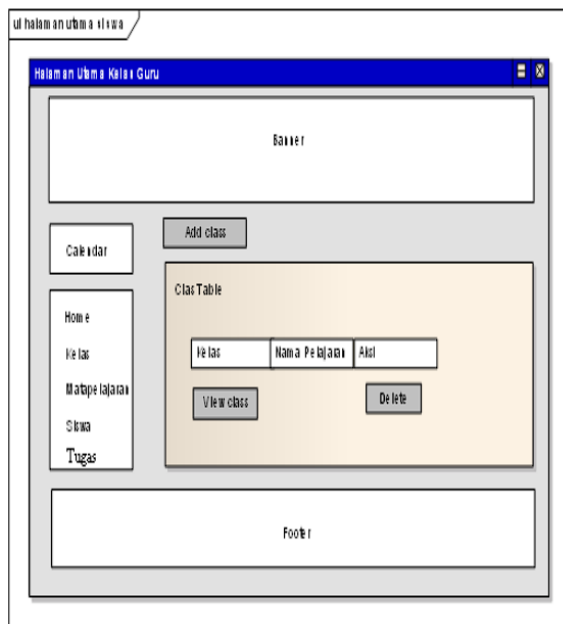 ui halaman utama siswa
Halaman Utama Kelas Guru
Banner
Calendar
Add class
Clas Table
Home
Kelas
Matapelajaran
Siswa
Tugas
Kelas Nama Pelajaran Aksi
View class Delete
Footer